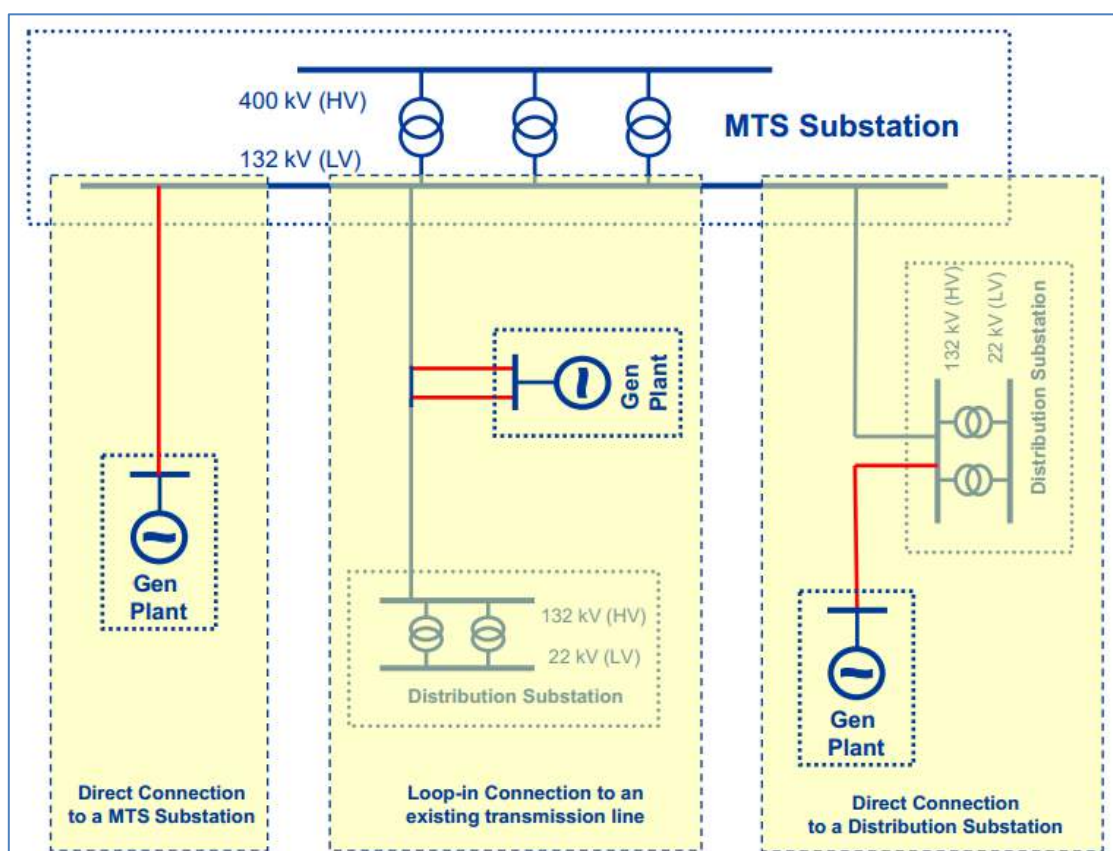 400 kV (HV)
MTS Substation
132 kV (LV)
Gen
Plant
Direct Connection
to a MTS Substation
Gen
Plant
132 kV (HV)
22 kV (LV)
Distribution Substation
Loop-in Connection to an
existing transmission line
132 kV (HV)
22 kV (LV)
Distribution Substation
Gen
Plant
Direct Connection
to a Distribution Substation